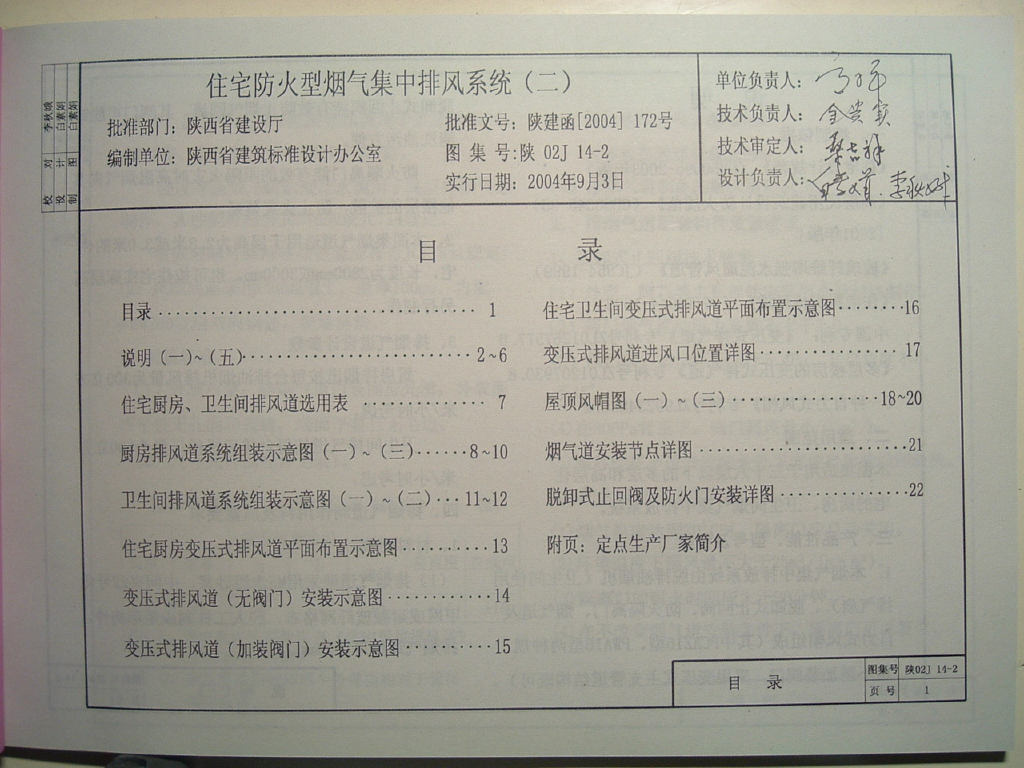 住宅防火型烟气集中排风系统（二）
批准部门：陕西省建设厅
编制单位：陕西省建筑标准设计办公室
批准文号：陕建函[2004] 172号
图 集 号：陕 02J 14-2
实行日期：2004年9月3日
单位负责人：
技术负责人：
技术审定人：
设计负责人：
校 对 李秋娥
设 计 白素娟
制 图 白素娟
目 录
目录 ································ 1
说明（一）~（五）························ 2~6
住宅厨房、卫生间排风道选用表 ················ 7
厨房排风道系统组装示意图（一）~（三）······8~10
卫生间排风道系统组装示意图（一）~（二）···11~12
住宅厨房变压式排风道平面布置示意图··········13
变压式排风道（无阀门）安装示意图············14
变压式排风道（加装阀门）安装示意图··········15
住宅卫生间变压式排风道平面布置示意图·······16
变压式排风道进风口位置详图················ 17
屋顶风帽图（一）~（三）·················18~20
烟气道安装节点详图·······················21
脱卸式止回阀及防火门安装详图··············22
附页：定点生产厂家简介
目 录
图集号 陕02J 14-2
页 号 1